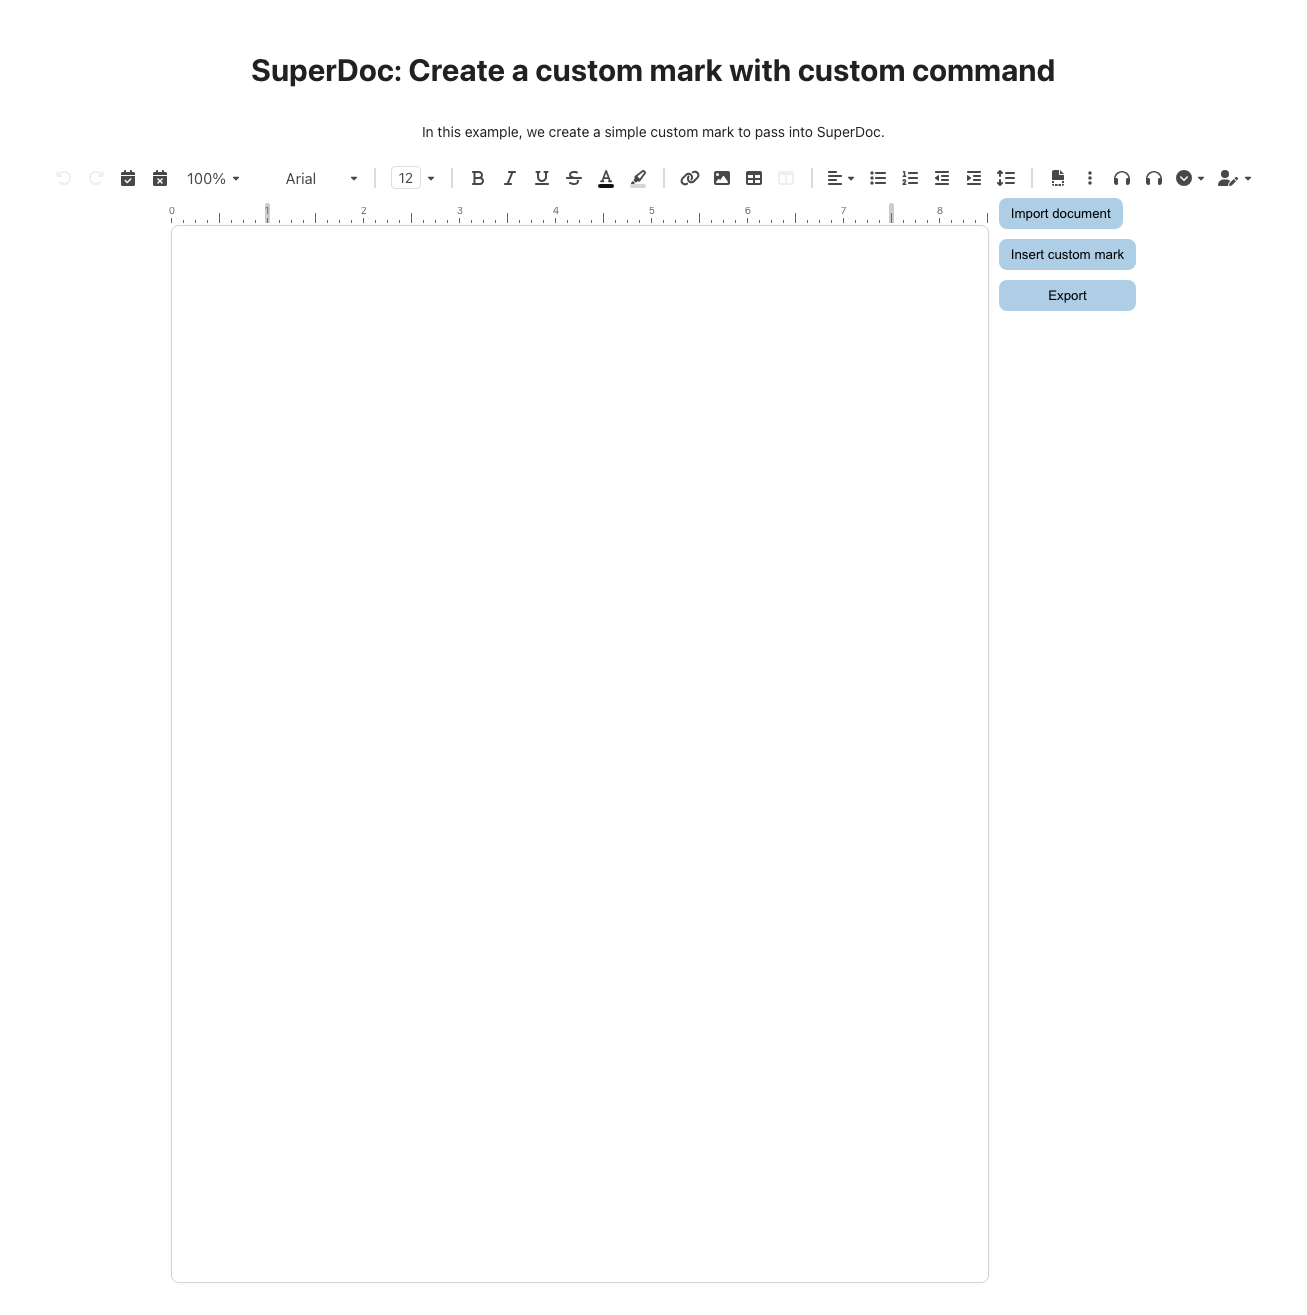 SuperDoc: Create a custom mark with custom command
In this example, we create a simple custom mark to pass into SuperDoc.
100% Arial 12
0 1 2 3 4 5 6 7 8
Import document
Insert custom mark
Export